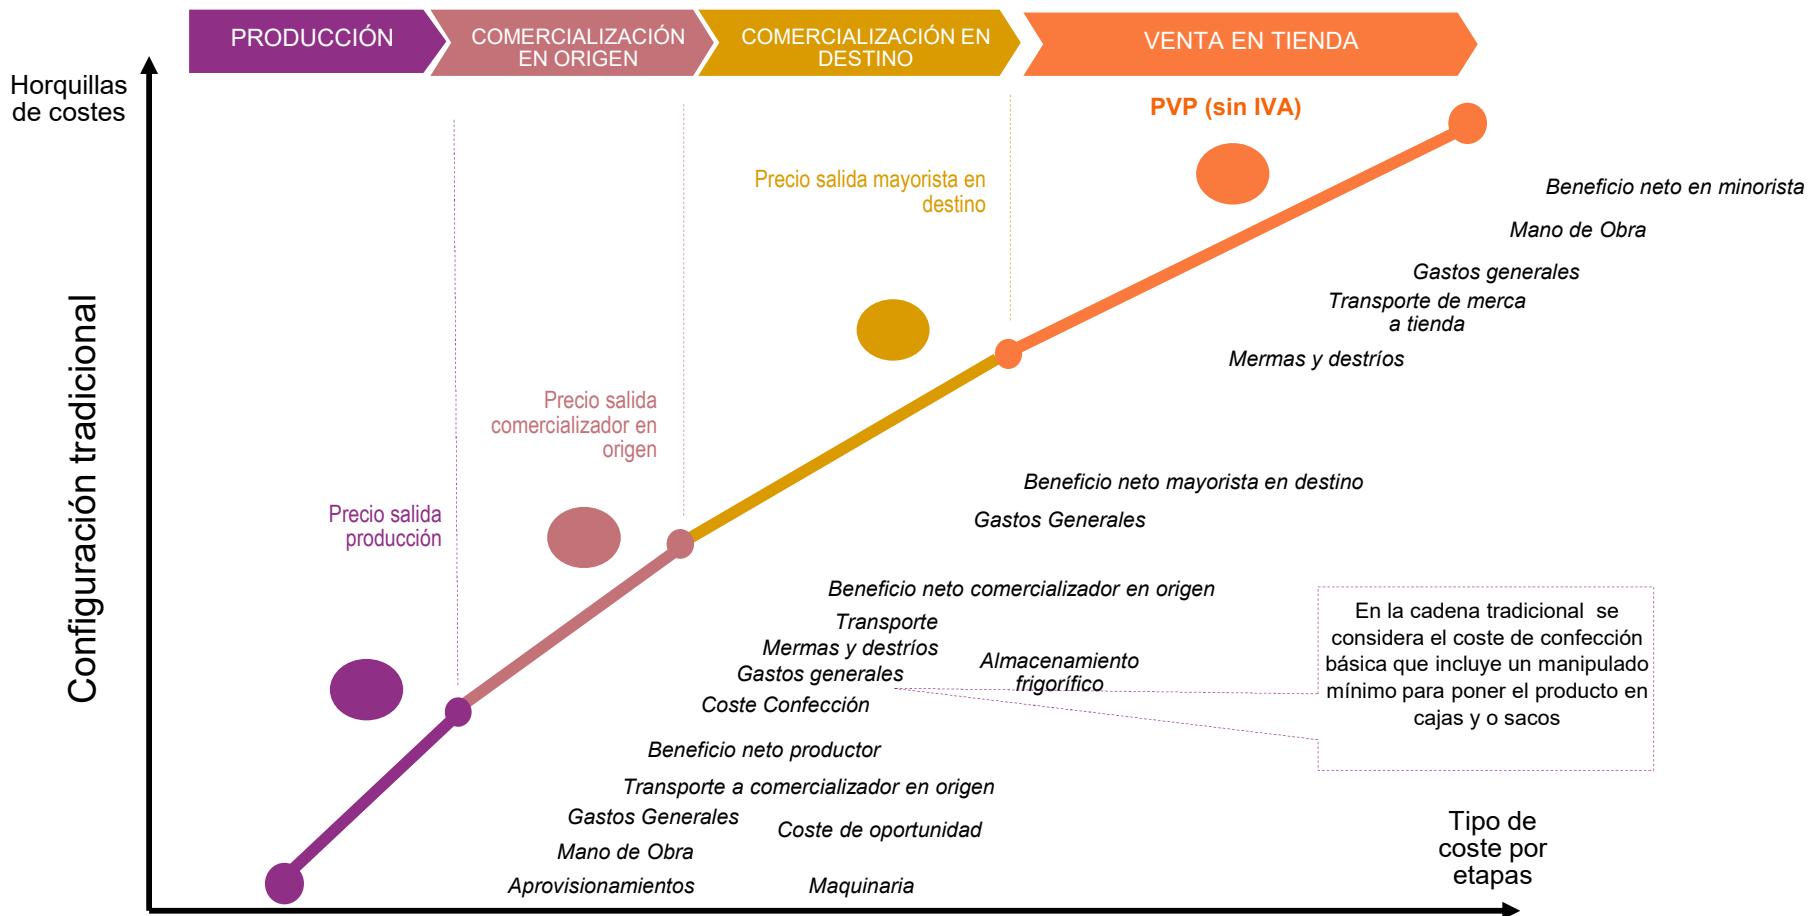 PRODUCCIÓN
COMERCIALIZACIÓN
EN ORIGEN
COMERCIALIZACIÓN EN
DESTINO
VENTA EN TIENDA
Horquillas
de costes
PVP (sin IVA)
Precio salida mayorista en
destino
Beneficio neto en minorista
Mano de Obra
Gastos generales
Transporte de merca
a tienda
Mermas y destríos
Configuración tradicional
Precio salida
comercializador en
origen
Beneficio neto mayorista en destino
Gastos Generales
Precio salida
producción
Beneficio neto comercializador en origen
Transporte
Mermas y destríos
Gastos generales
Almacenamiento
frigorífico
Coste Confección
En la cadena tradicional se
considera el coste de confección
básica que incluye un manipulado
mínimo para poner el producto en
cajas y o sacos
Beneficio neto productor
Transporte a comercializador en origen
Gastos Generales
Coste de oportunidad
Mano de Obra
Aprovisionamientos
Maquinaria
Tipo de
coste por
etapas